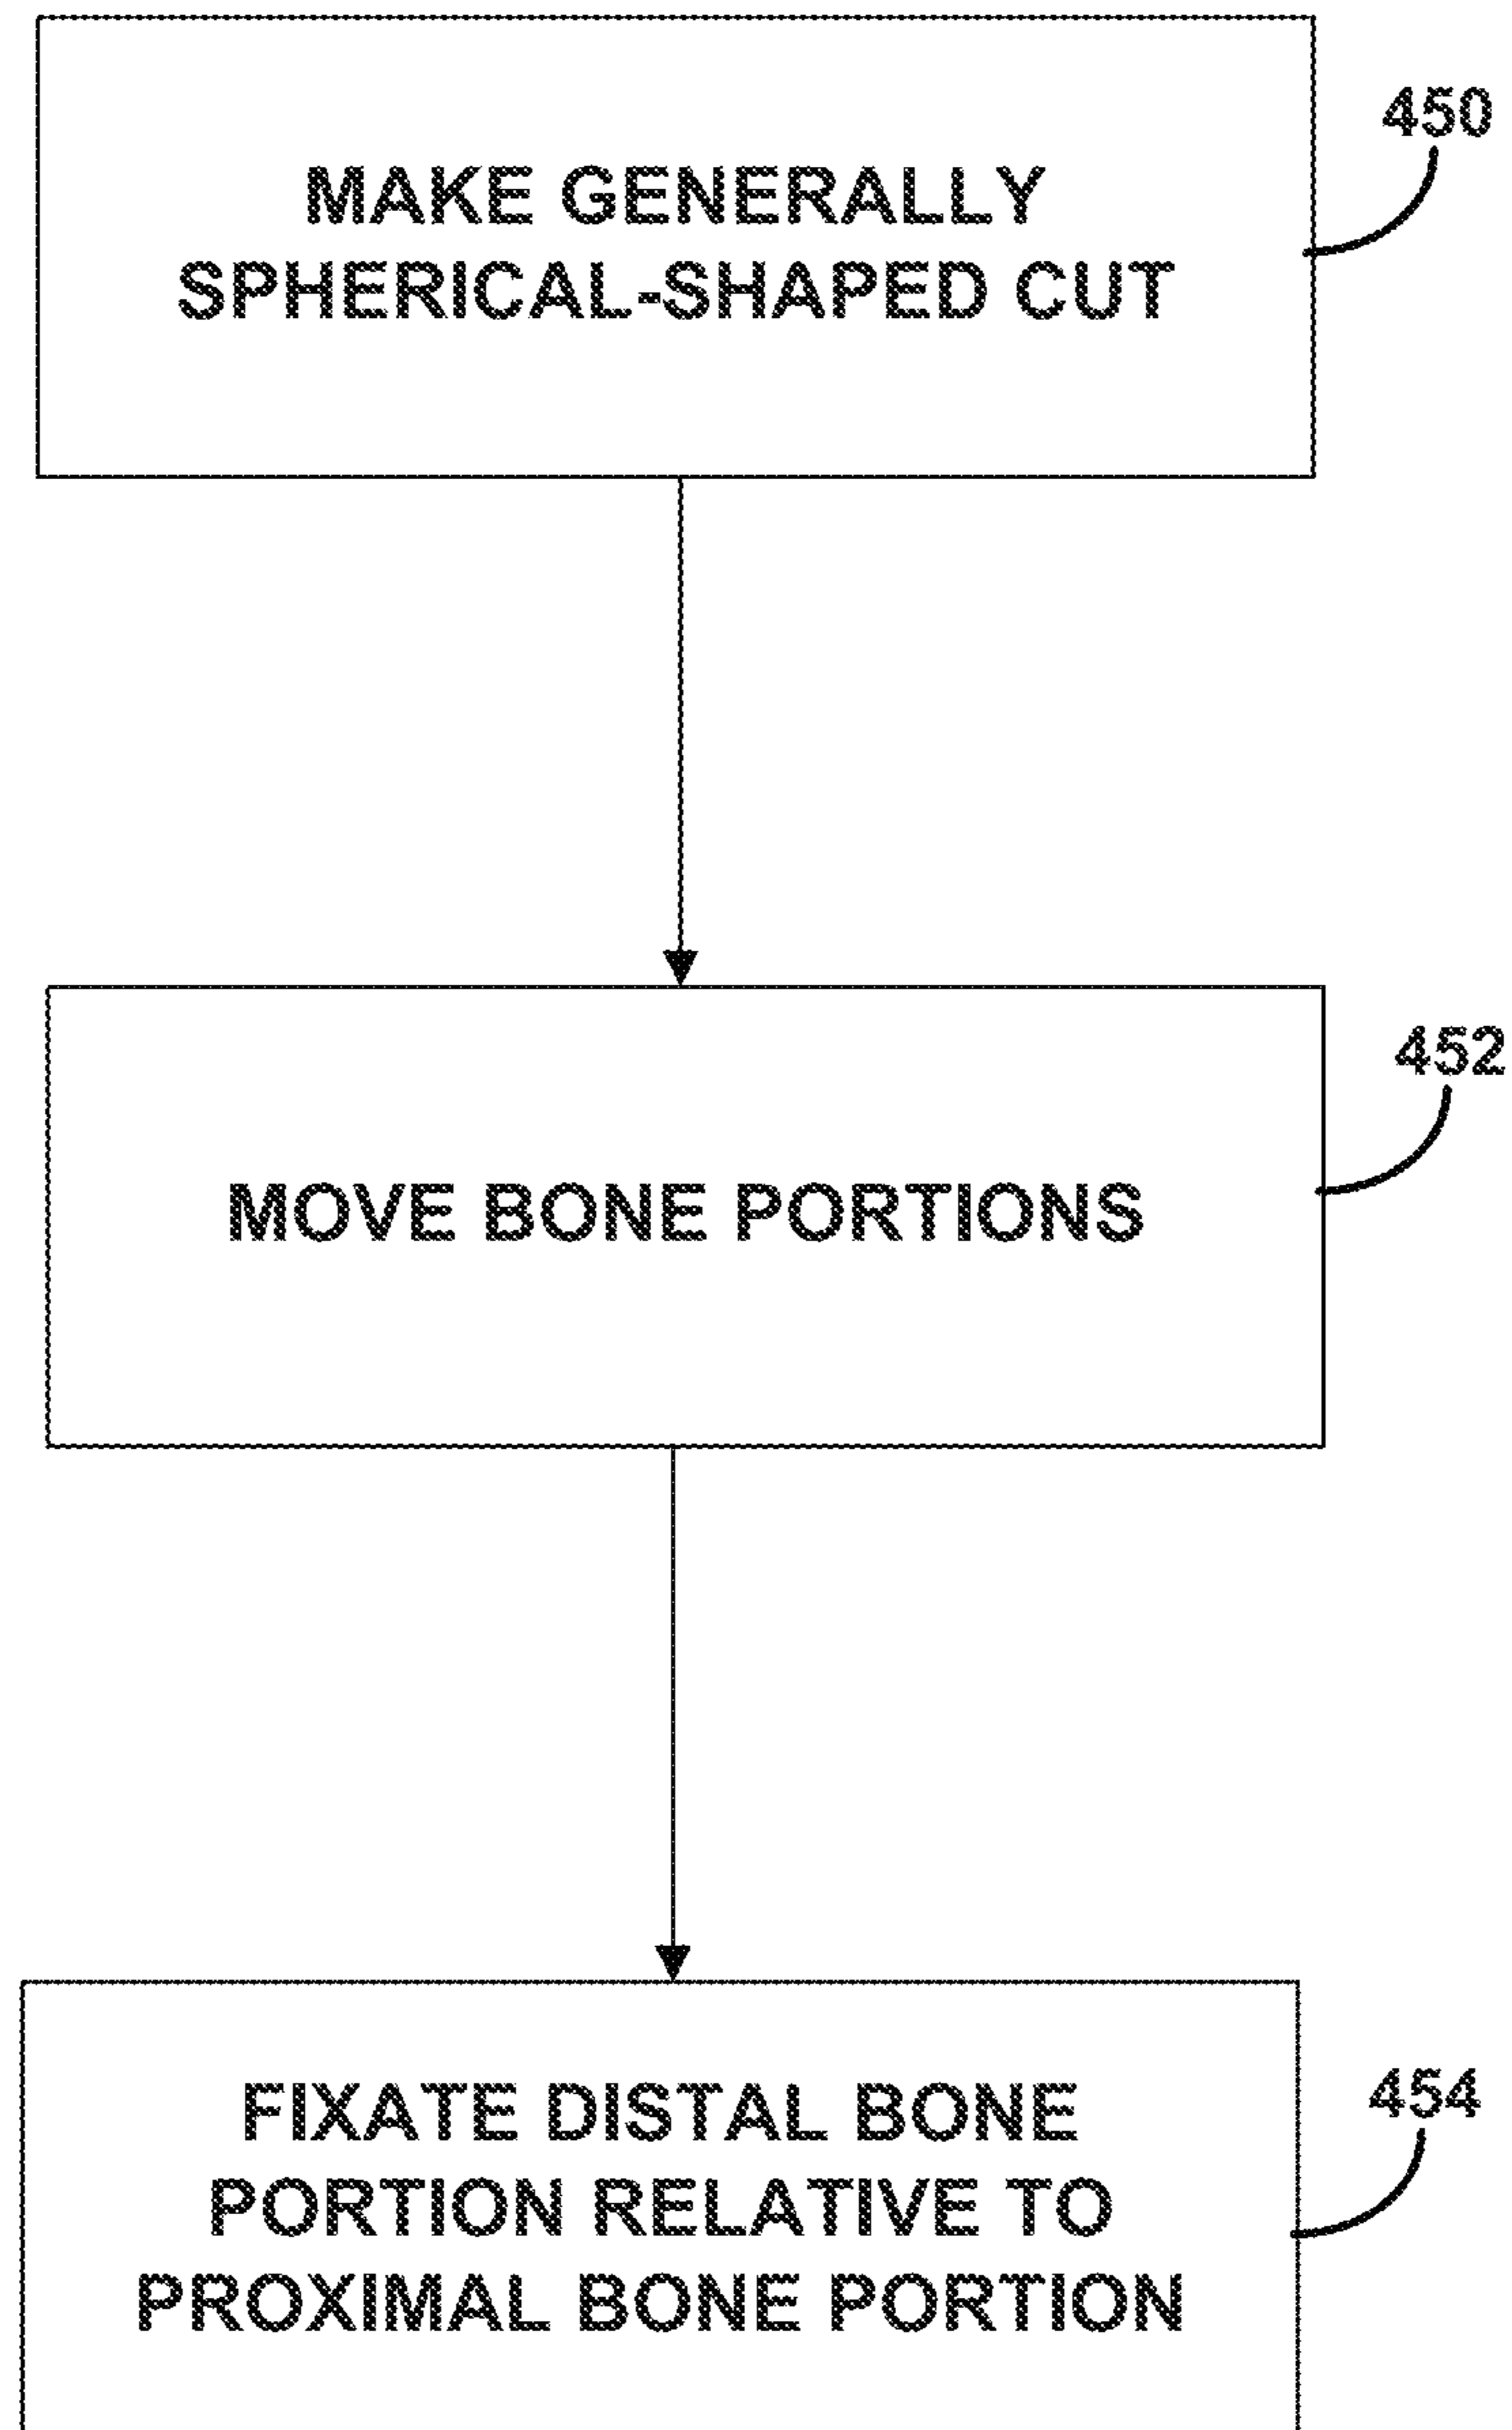 450
MAKE GENERALLY
SPHERICAL-SHAPED CUT
452
MOVE BONE PORTIONS
454
FIXATE DISTAL BONE
PORTION RELATIVE TO
PROXIMAL BONE PORTION